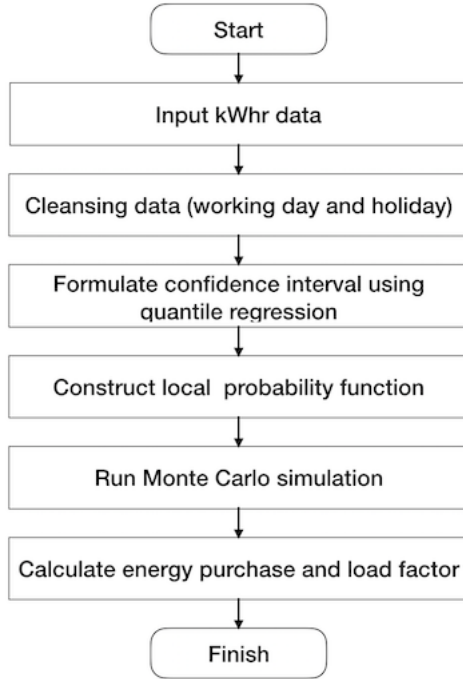 Start
Input kWhr data
Cleansing data (working day and holiday)
Formulate confidence interval using
quantile regression
Construct local probability function
Run Monte Carlo simulation
Calculate energy purchase and load factor
Finish